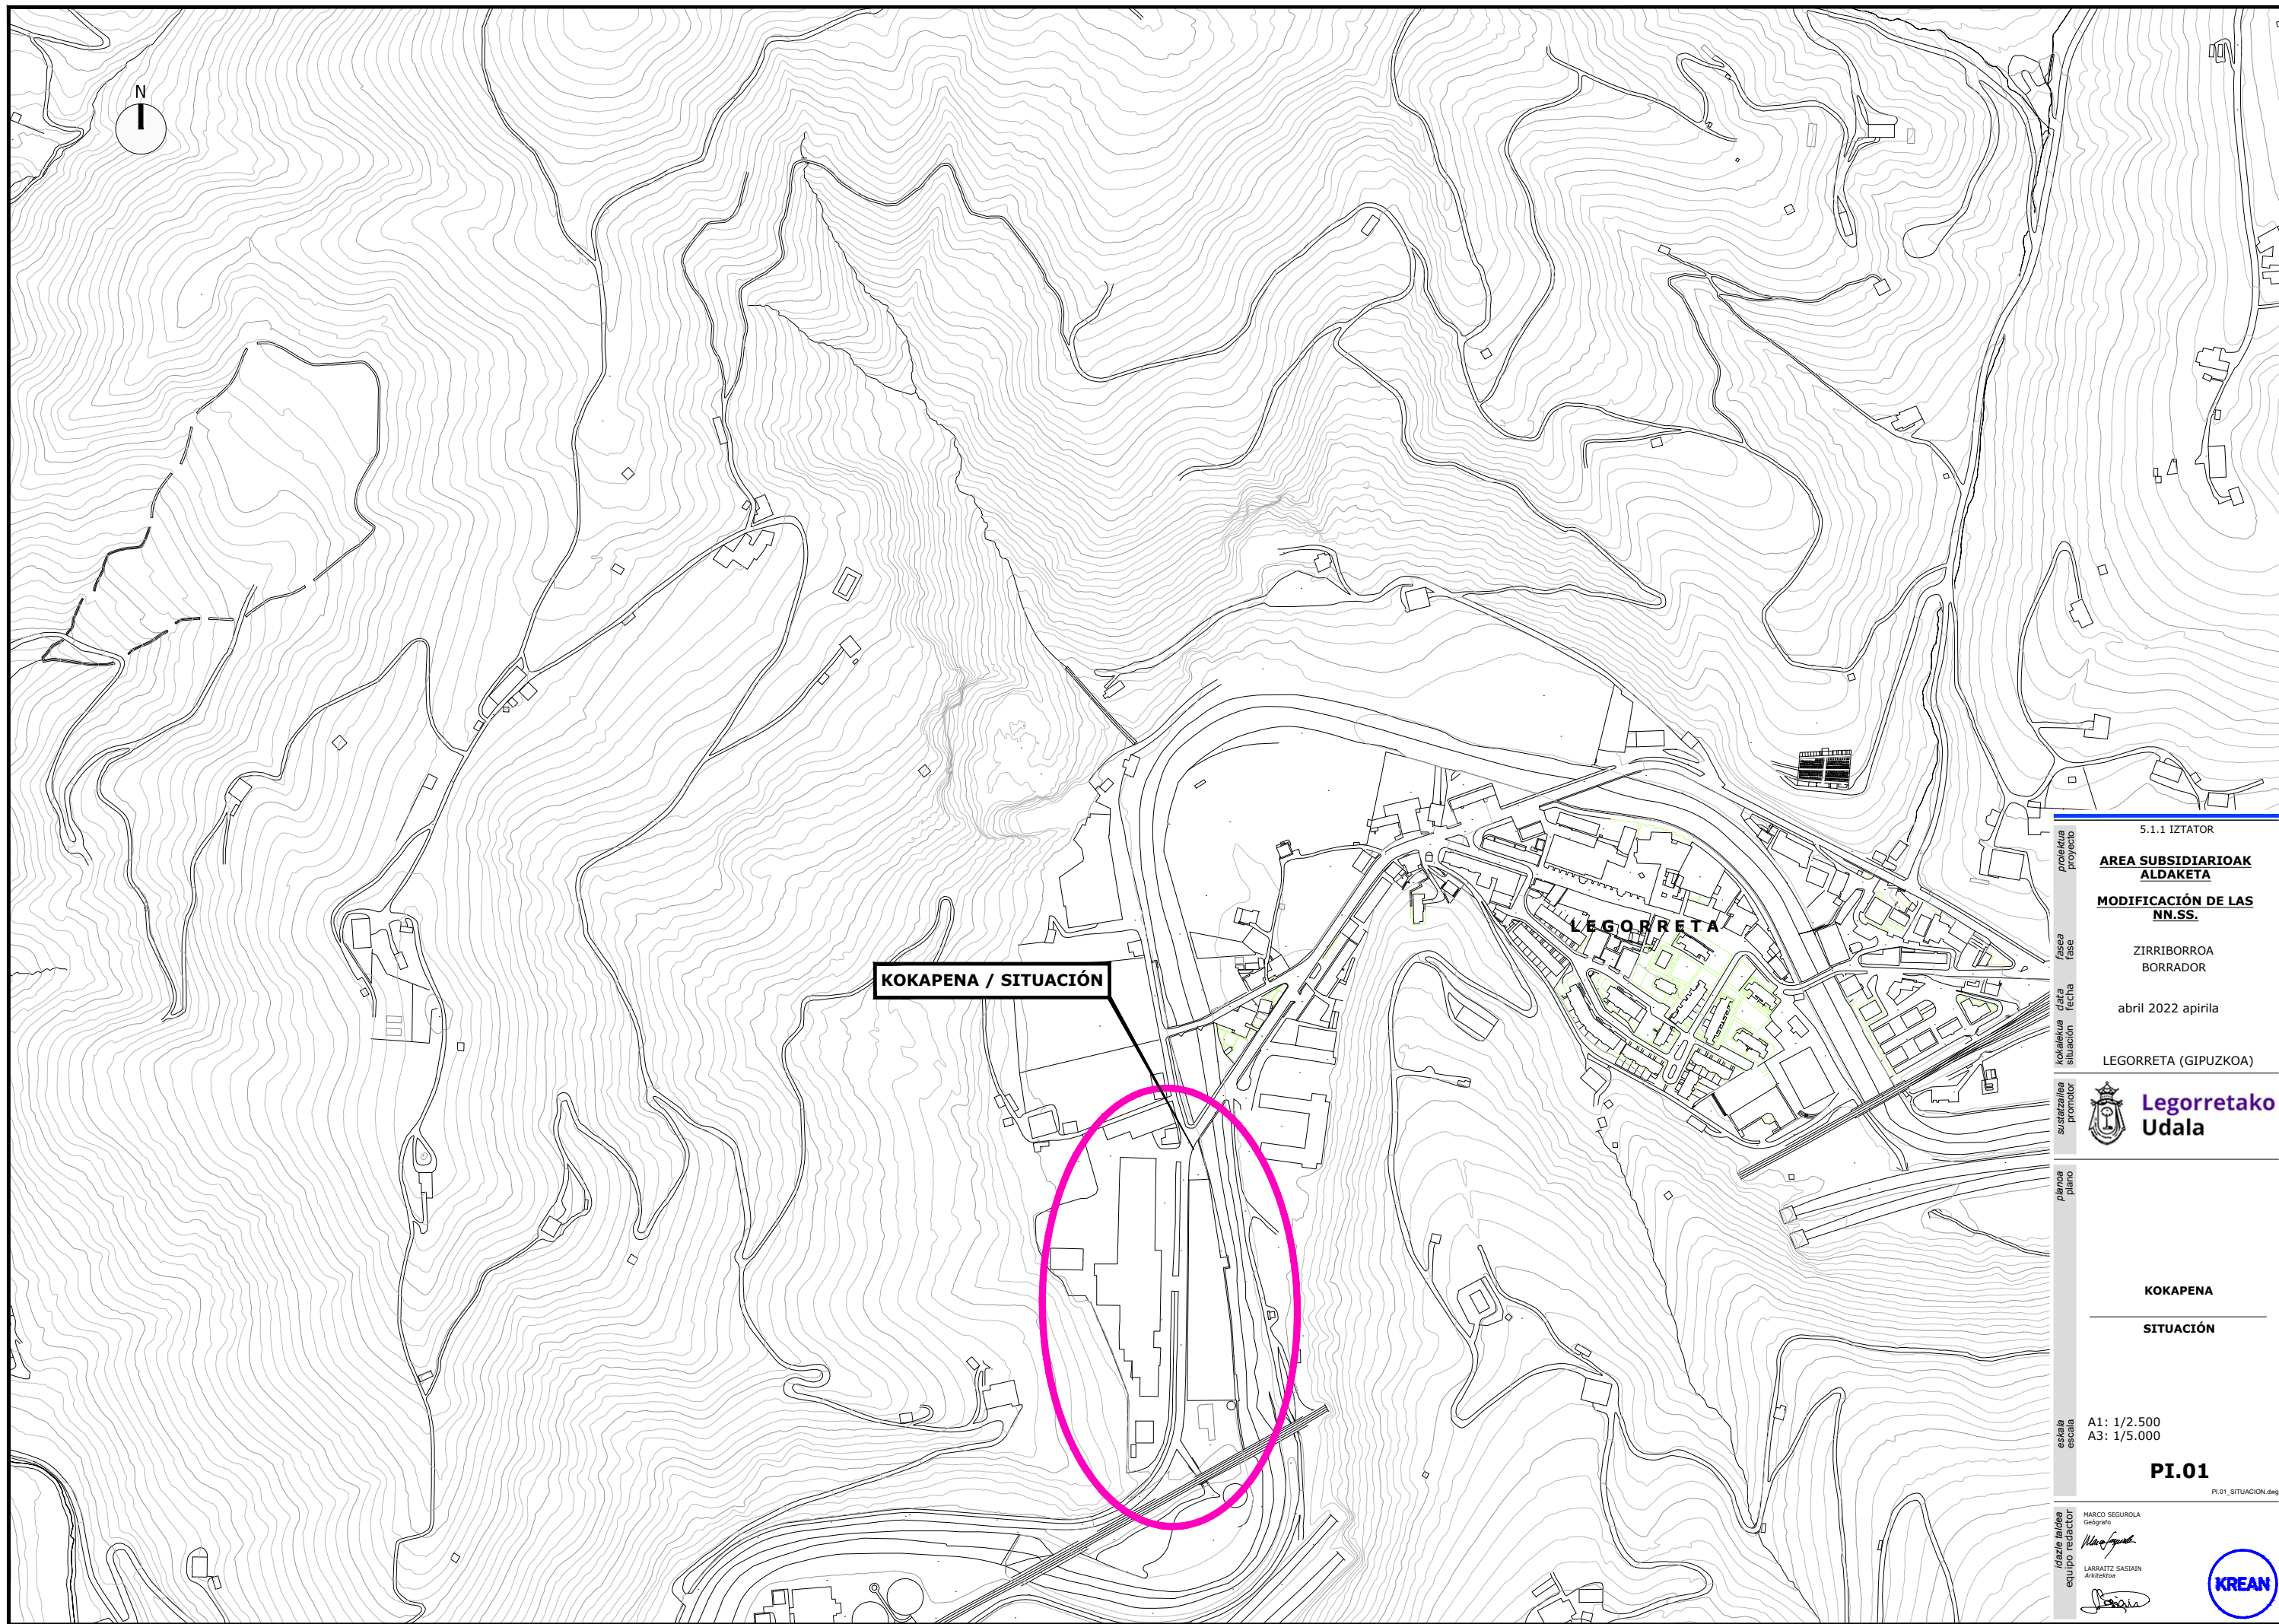 N
LEGORRETA
KOKAPENA / SITUACIÓN
proiektua
proyecto
5.1.1 IZTATOR
AREA SUBSIDIARIOAK
ALDAKETA
MODIFICACIÓN DE LAS
NN.SS.
fasea
fase
ZIRRIBORROA
BORRADOR
data
fecha
abril 2022 apirila
kokalekua
situación
LEGORRETA (GIPUZKOA)
sustatzailea
promotor
Legorretako
Udala
planoa
plano
KOKAPENA
SITUACIÓN
eskala
escala
A1: 1/2.500
A3: 1/5.000
PI.01
PI.01_SITUACION.dwg
idazle taldea
equipo redactor
MARCO SEGUROLA
Geógrafo
LARRAITZ SASIAIN
Arkitektoa
KREAN